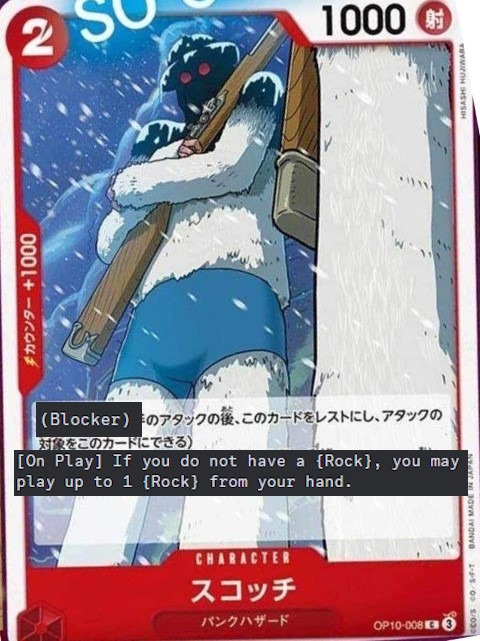 2
SO
1000
射
HISASHI FUJIWARA
カウンター +1000
(Blocker)
のアタックの後、このカードをレストにし、アタックの
対象をこのカードにできる)
[On Play] If you do not have a {Rock}, you may
play up to 1 {Rock} from your hand.
CHARACTER
スコッチ
パンクハザード
OP10-008 C 3
©E.O/S ©O./S・F・T BANDAI MADE IN JAPAN